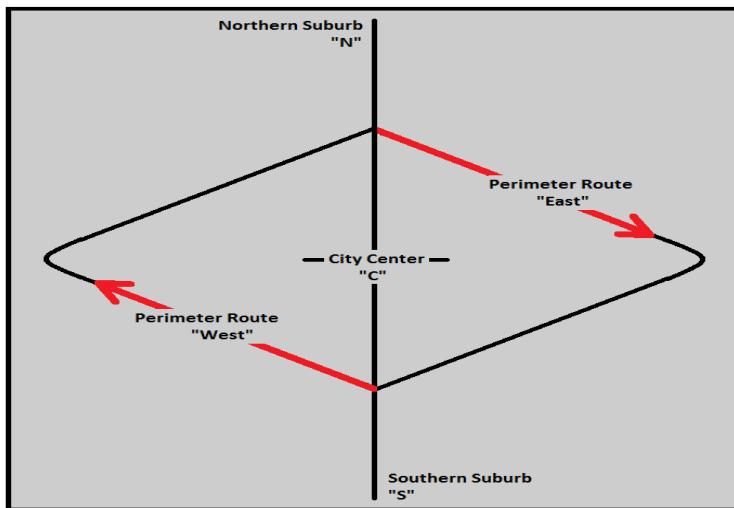 Northern Suburb
"N"
Perimeter Route
"East"
City Center
"C"
Perimeter Route
"West"
Southern Suburb
"S"